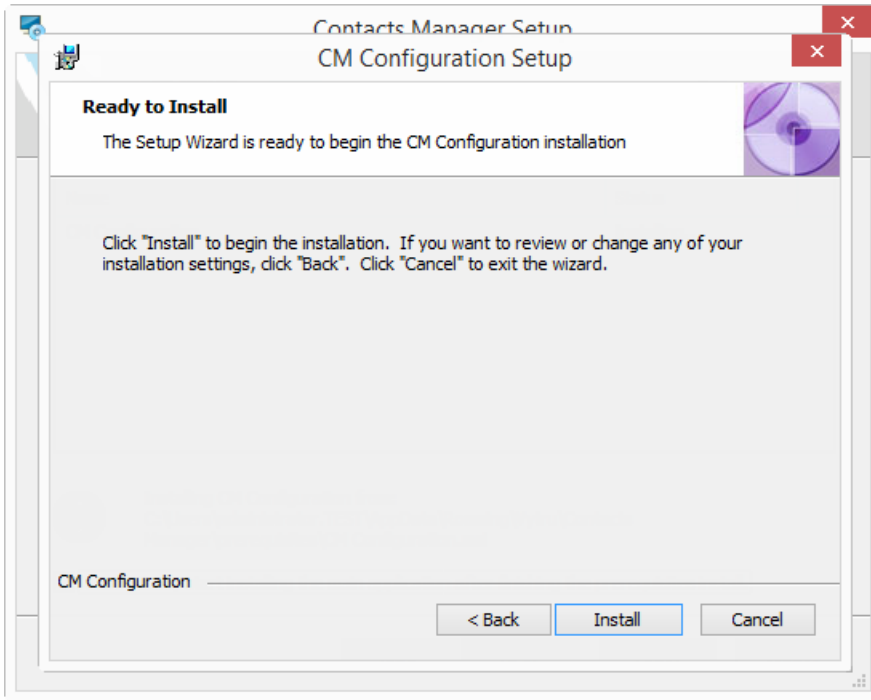 Contacts Manager Setup
CM Configuration Setup
Ready to Install
The Setup Wizard is ready to begin the CM Configuration installation
Click "Install" to begin the installation.  If you want to review or change any of your
installation settings, click "Back".  Click "Cancel" to exit the wizard.
CM Configuration
< Back
Install
Cancel